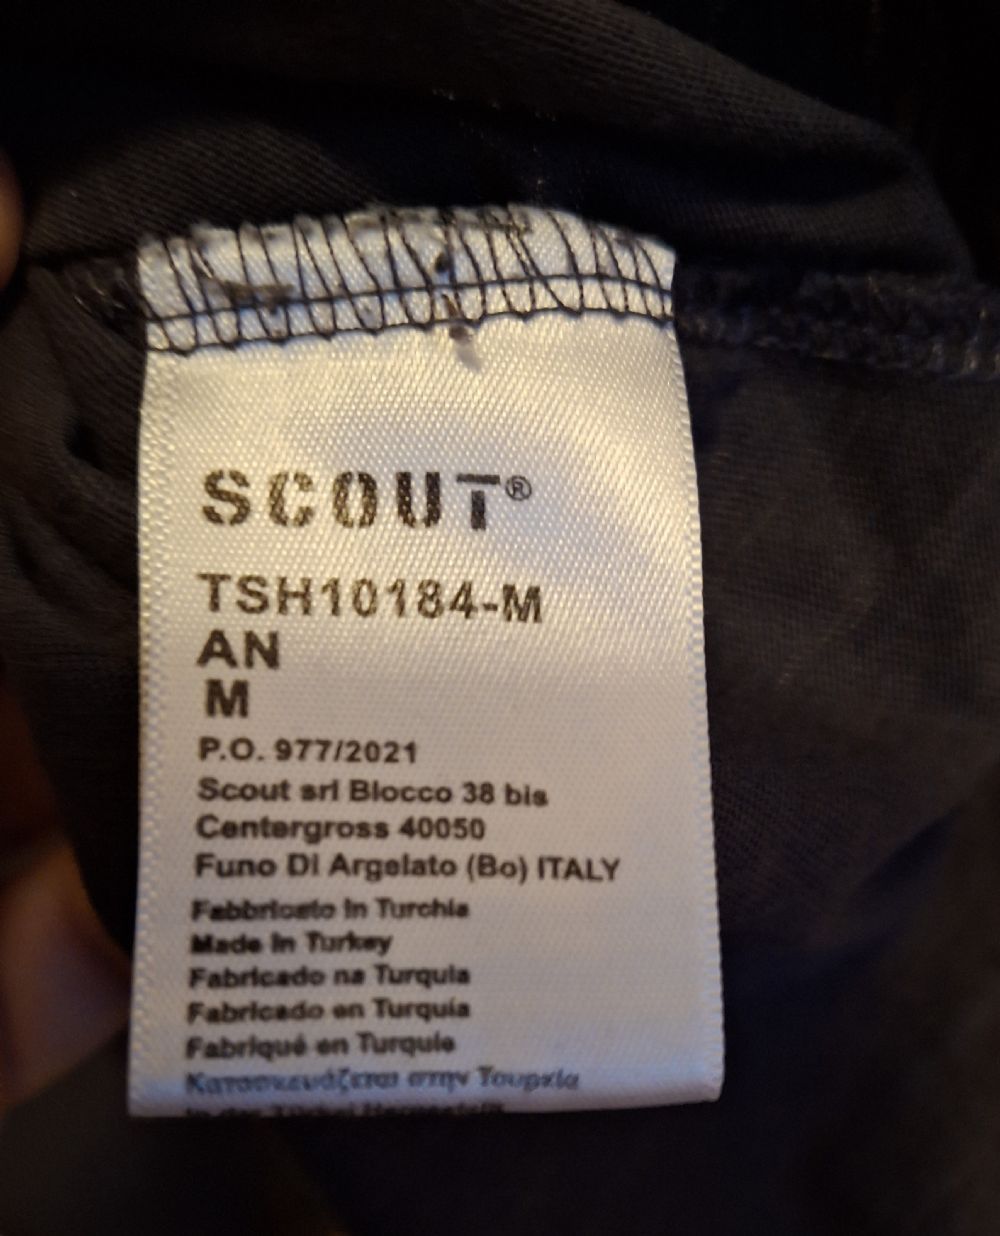 SCOUT®
TSH10184-M
AN
M
P.O. 977/2021
Scout srl Blocco 38 bis
Centergross 40050
Funo Di Argelato (Bo) ITALY
Fabbricato in Turchia
Made in Turkey
Fabricado na Turquia
Fabricado en Turquía
Fabriqué en Turquie
Κατασκευάζεται στην Τουρκία